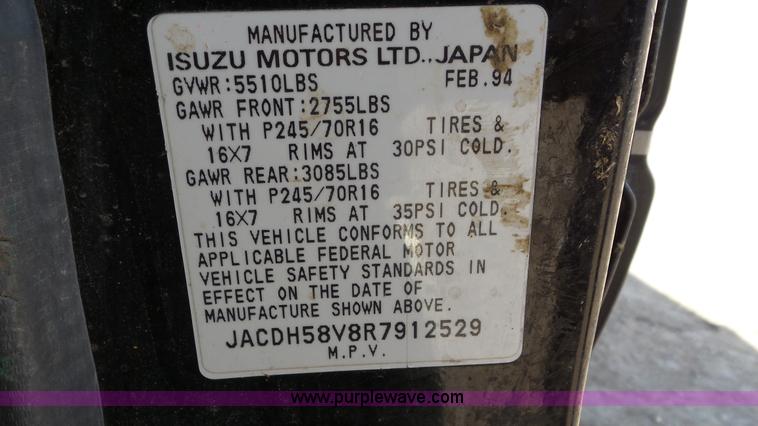 MANUFACTURED BY
ISUZU MOTORS LTD., JAPAN
GVWR:5510LBS FEB.94
GAWR FRONT:2755LBS
WITH P245/70R16 TIRES &
16X7 RIMS AT 30PSI COLD.
GAWR REAR:3085LBS
WITH P245/70R16 TIRES &
16X7 RIMS AT 35PSI COLD.
THIS VEHICLE CONFORMS TO ALL
APPLICABLE FEDERAL MOTOR
VEHICLE SAFETY STANDARDS IN
EFFECT ON THE DATE OF
MANUFACTURE SHOWN ABOVE.
JACDH58V8R7912529
M.P.V.
www.purplewave.com